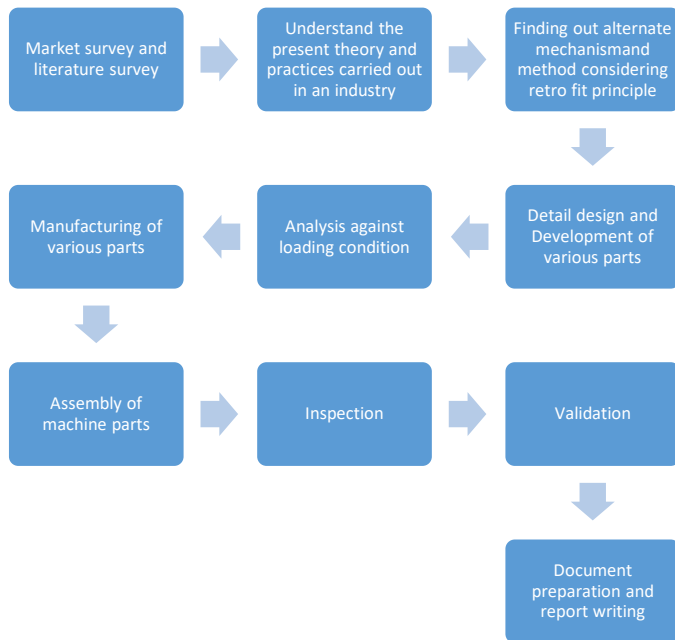 Market survey and
literature survey
Understand the
present theory and
practices carried out
in an industry
Finding out alternate
mechanismand
method considering
retro fit principle
Detail design and
Development of
various parts
Analysis against
loading condition
Manufacturing of
various parts
Assembly of
machine parts
Inspection
Validation
Document
preparation and
report writing